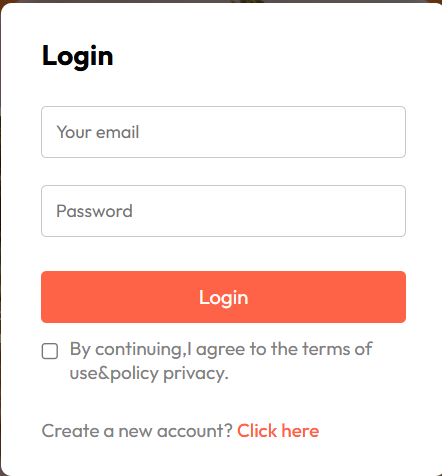 Login
Your email
Password
Login
By continuing,I agree to the terms of
use&policy privacy.
Create a new account? Click here